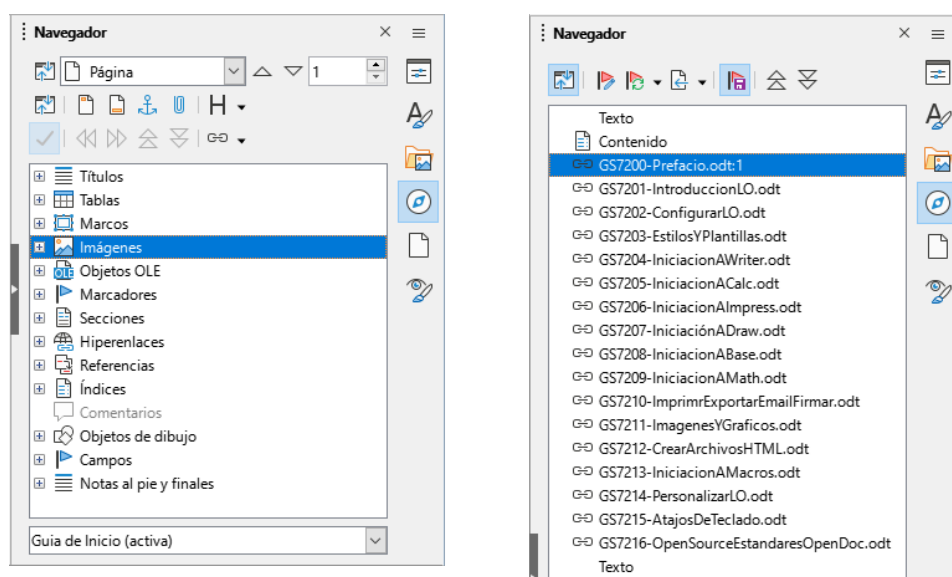 Navegador
Página
1
H
Títulos
Tablas
Marcos
Imágenes
OLE
Objetos OLE
Marcadores
Secciones
Hiperenlaces
Referencias
Índices
Comentarios
Objetos de dibujo
Campos
Notas al pie y finales
Guia de Inicio (activa)
Navegador
Texto
Contenido
GS7200-Prefacio.odt:1
GS7201-IntroduccionLO.odt
GS7202-ConfigurarLO.odt
GS7203-EstilosYPlantillas.odt
GS7204-IniciacionAWriter.odt
GS7205-IniciacionACalc.odt
GS7206-IniciacionAImpress.odt
GS7207-IniciaciónADraw.odt
GS7208-IniciacionABase.odt
GS7209-IniciacionAMath.odt
GS7210-ImprimrExportarEmailFirmar.odt
GS7211-ImagenesYGraficos.odt
GS7212-CrearArchivosHTML.odt
GS7213-IniciacionAMacros.odt
GS7214-PersonalizarLO.odt
GS7215-AtajosDeTeclado.odt
GS7216-OpenSourceEstandaresOpenDoc.odt
Texto